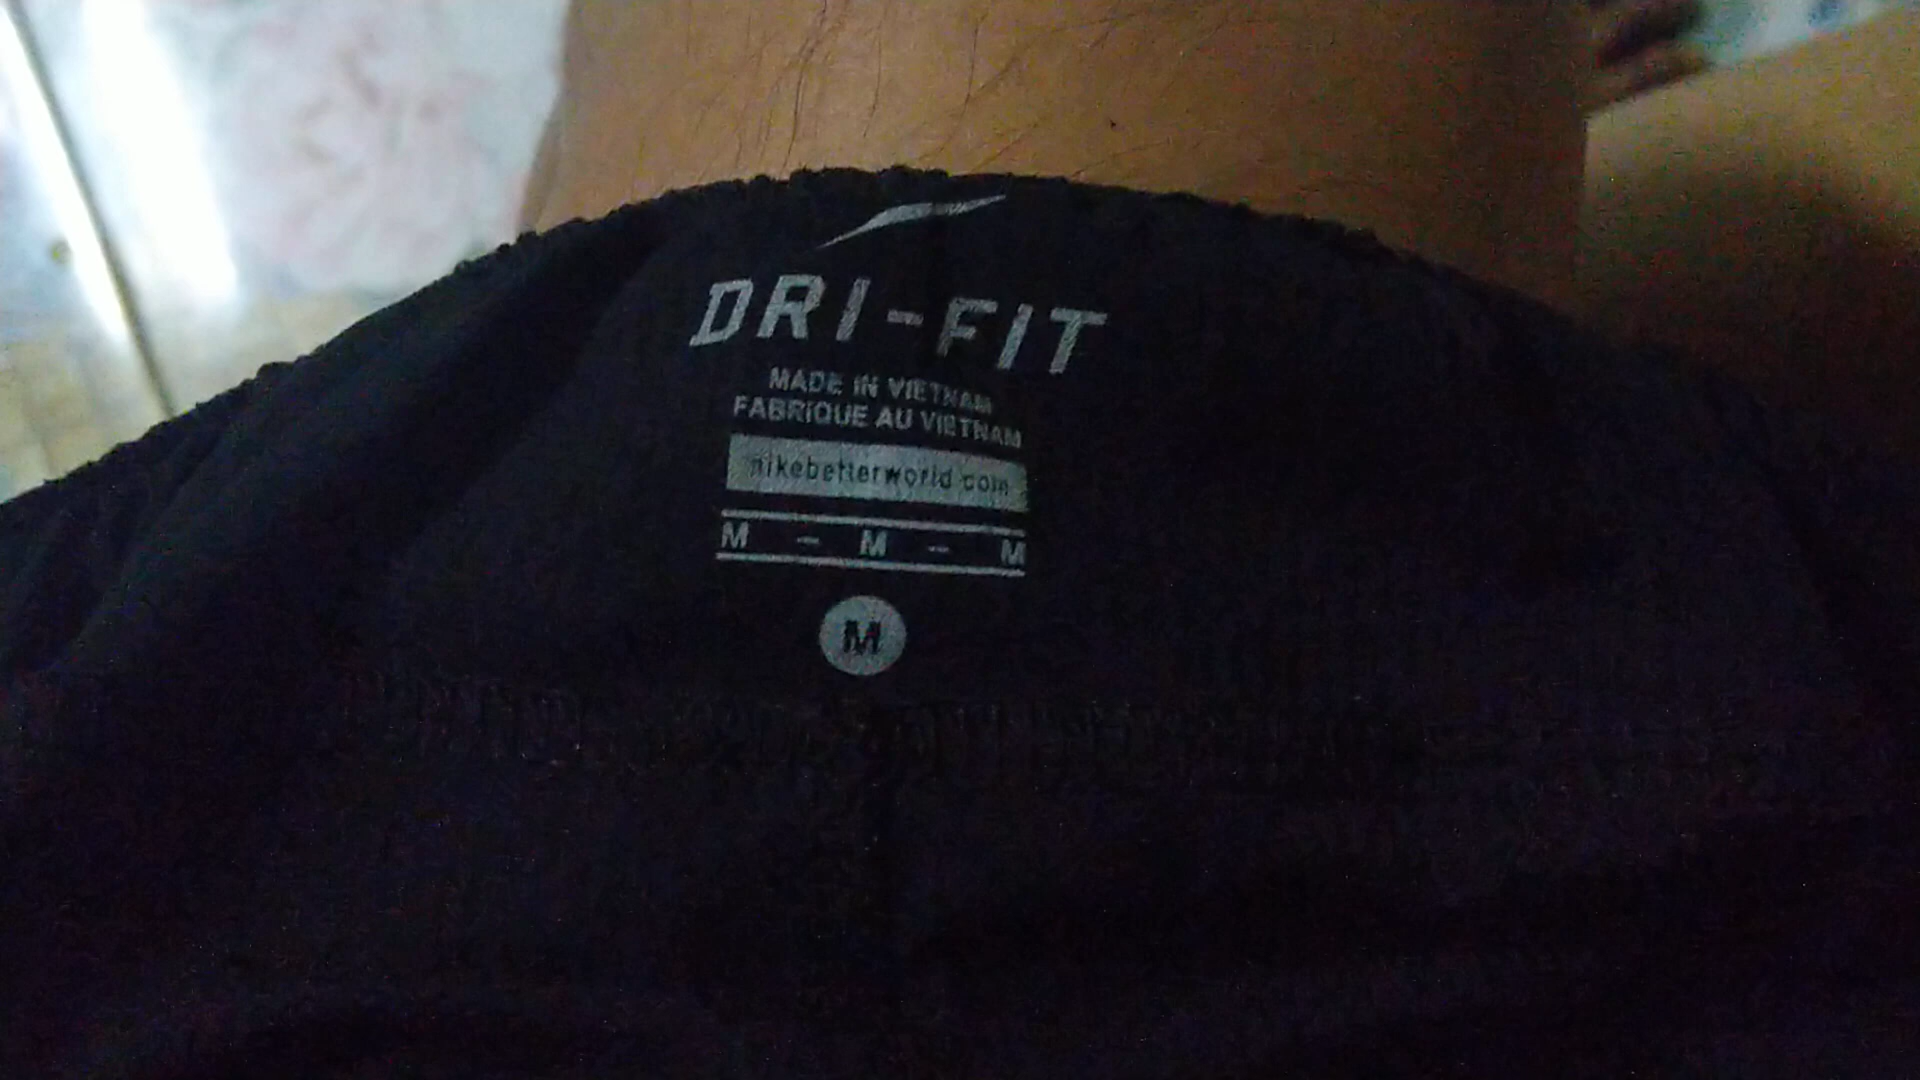 DRI-FIT
MADE IN VIETNAM
FABRIQUE AU VIETNAM
nikebetterworld.com
M - M - M
M